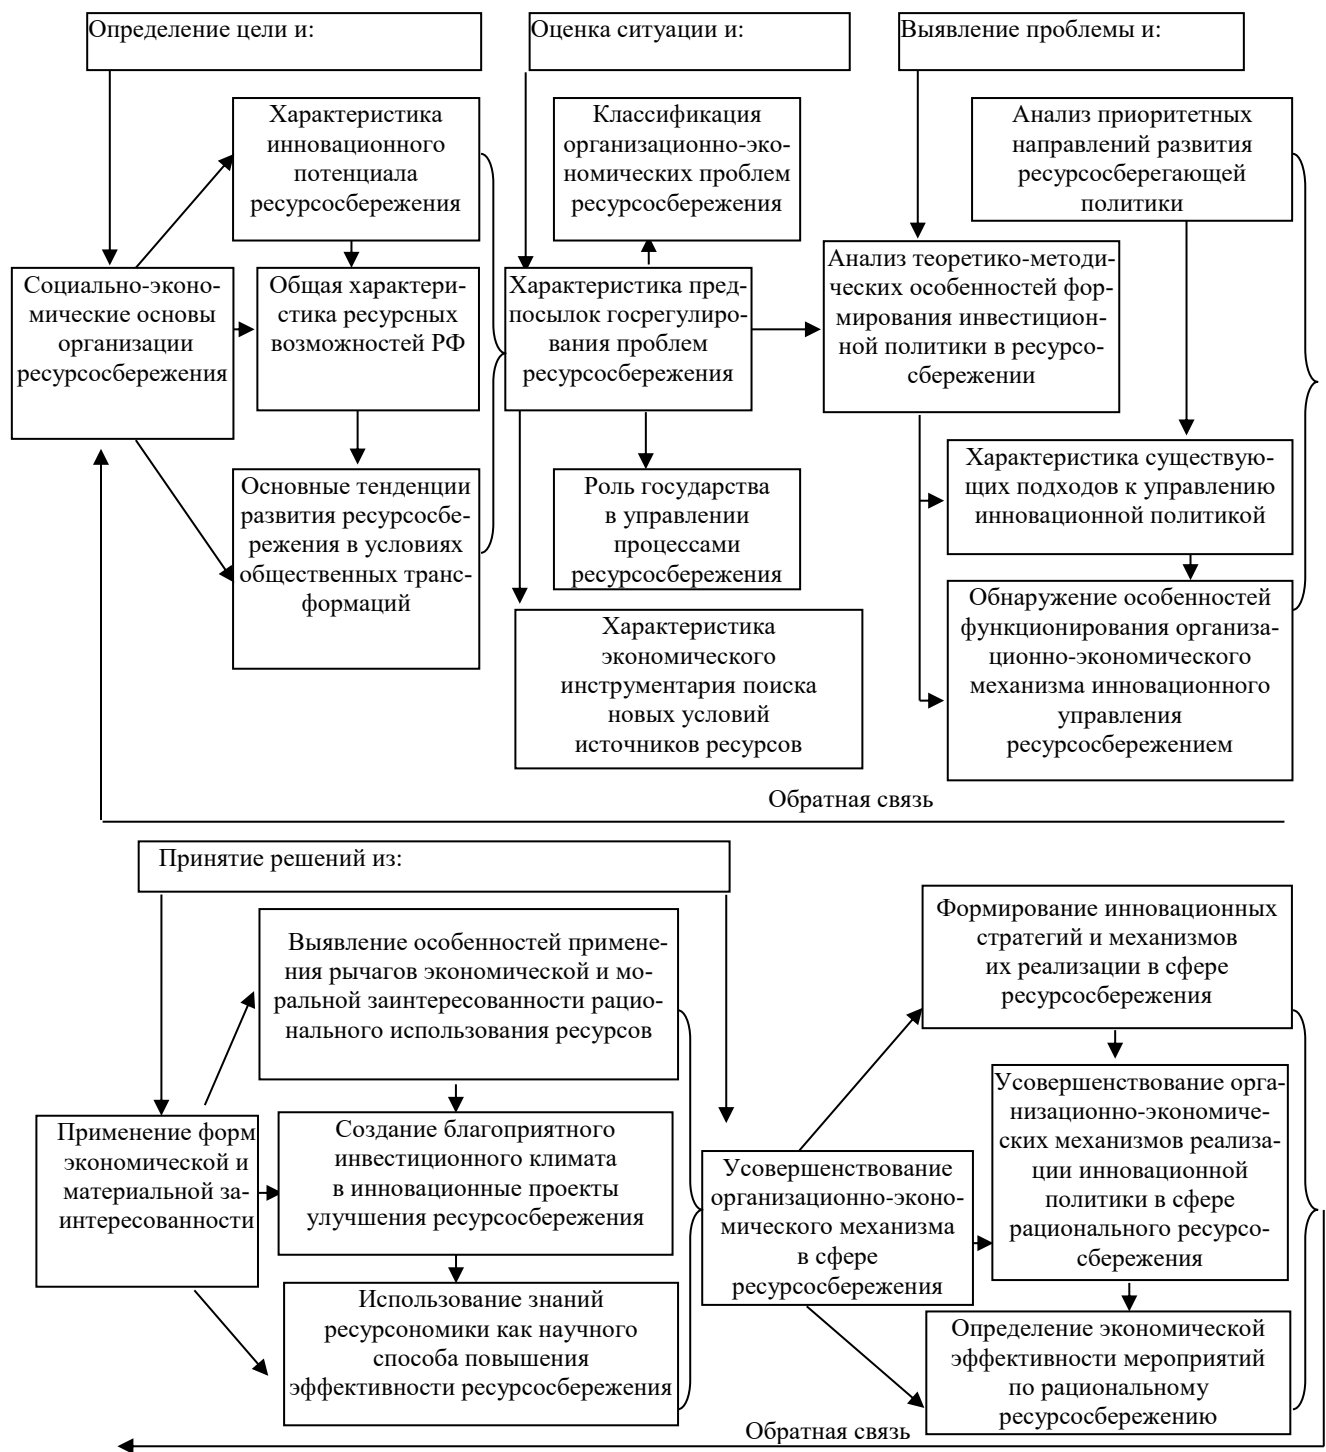 Определение цели и:
Оценка ситуации и:
Выявление проблемы и:
Характеристика
инновационного
потенциала
ресурсосбережения
Классификация
организационно-эко-
номических проблем
ресурсосбережения
Анализ приоритетных
направлений развития
ресурсосберегающей
политики
Социально-эконо-
мические основы
организации
ресурсосбережения
Общая характери-
стика ресурсных
возможностей РФ
Характеристика пред-
посылок госрегулиро-
вания проблем
ресурсосбережения
Анализ теоретико-методи-
ческих особенностей фор-
мирования инвестицион-
ной политики в ресурсо-
сбережении
Основные тенденции
развития ресурсосбе-
режения в условиях
общественных транс-
формаций
Роль государства
в управлении
процессами
ресурсосбережения
Характеристика существую-
щих подходов к управлению
инновационной политикой
Характеристика
экономического
инструментария поиска
новых условий
источников ресурсов
Обнаружение особенностей
функционирования организа-
ционно-экономического
механизма инновационного
управления
ресурсосбережением
Обратная связь
Принятие решений из:
Выявление особенностей примене-
ния рычагов экономической и мо-
ральной заинтересованности рацио-
нального использования ресурсов
Формирование инновационных
стратегий и механизмов
их реализации в сфере
ресурсосбережения
Применение форм
экономической и
материальной за-
интересованности
Создание благоприятного
инвестиционного климата
в инновационные проекты
улучшения ресурсосбережения
Усовершенствование
организационно-эконо-
мического механизма
в сфере
ресурсосбережения
Усовершенствование орга-
низационно-экономиче-
ских механизмов реализа-
ции инновационной
политики в сфере
рационального ресурсо-
сбережения
Использование знаний
ресурсономики как научного
способа повышения
эффективности ресурсосбережения
Определение экономической
эффективности мероприятий
по рациональному
ресурсосбережению
Обратная связь